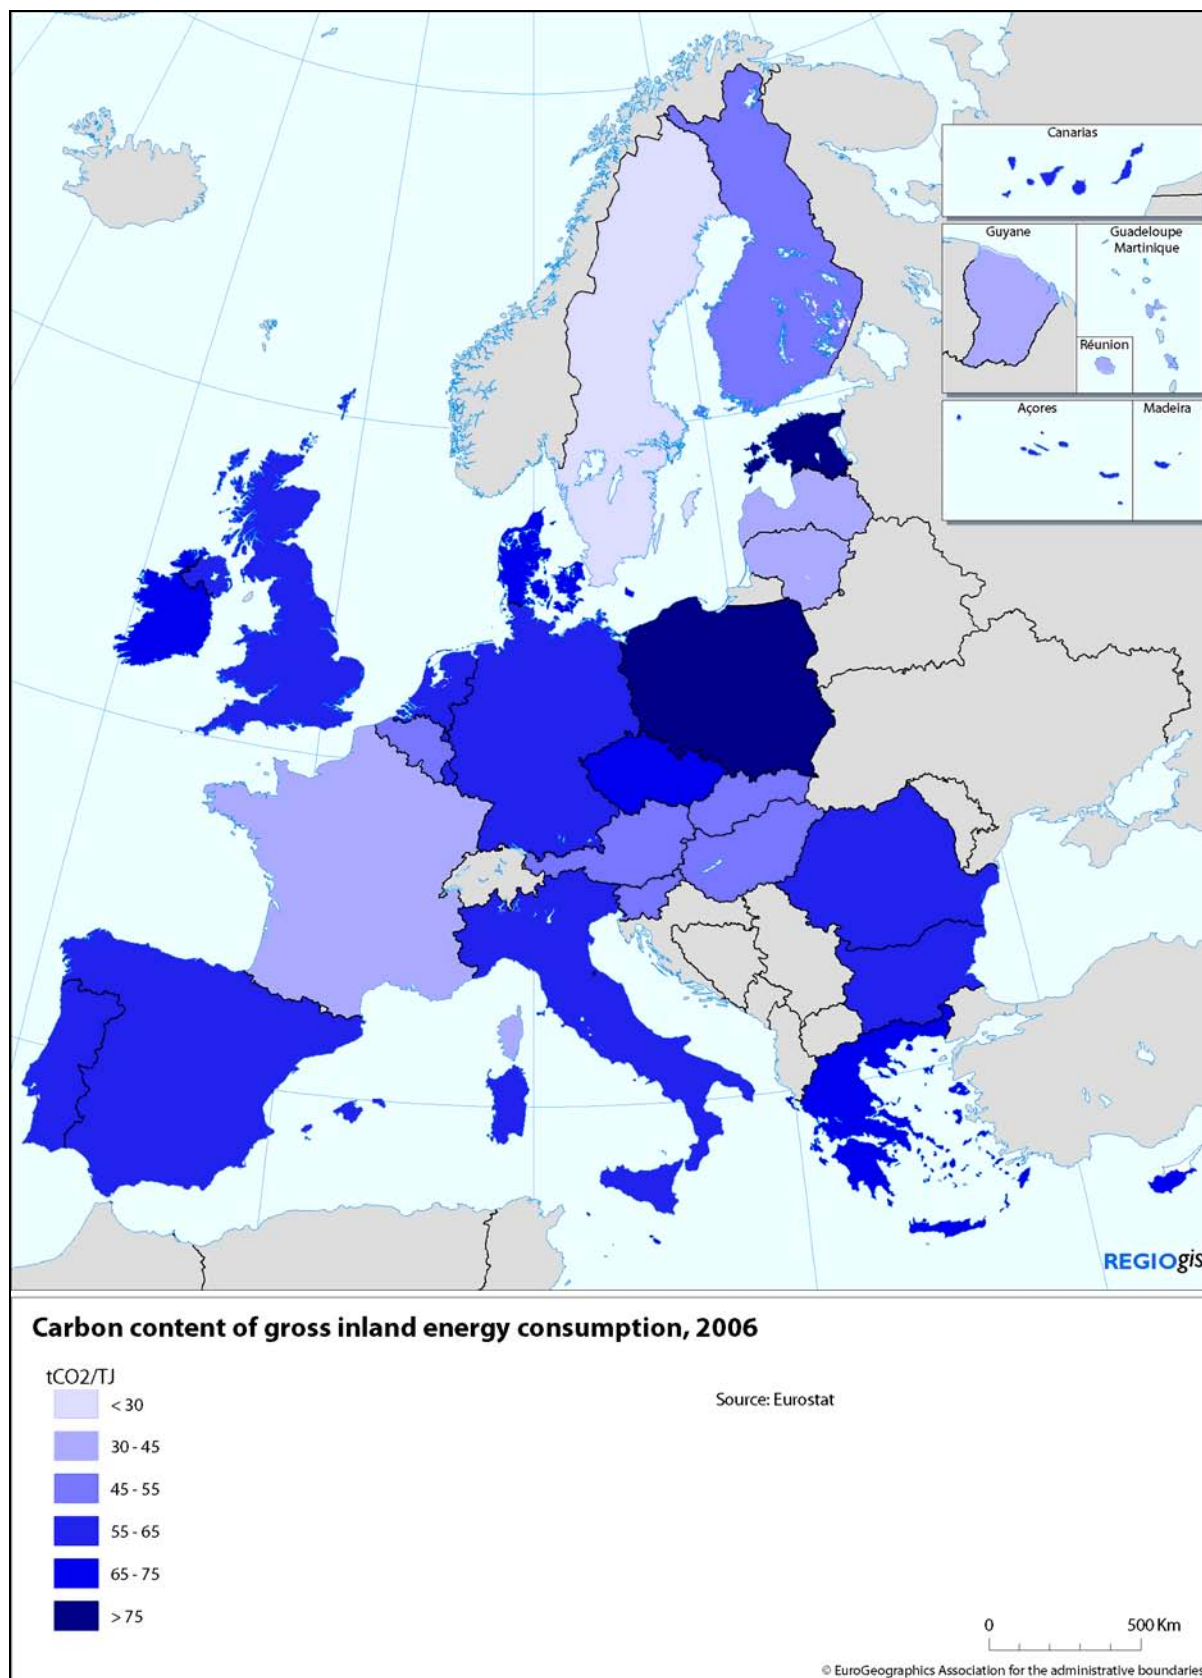 Canarias
Guyane
Guadeloupe
Martinique
Réunion
Açores
Madeira
REGIOgis
Carbon content of gross inland energy consumption, 2006
tCO2/TJ
Source: Eurostat
< 30
30 - 45
45 - 55
55 - 65
65 - 75
> 75
0 500 Km
© EuroGeographics Association for the administrative boundaries